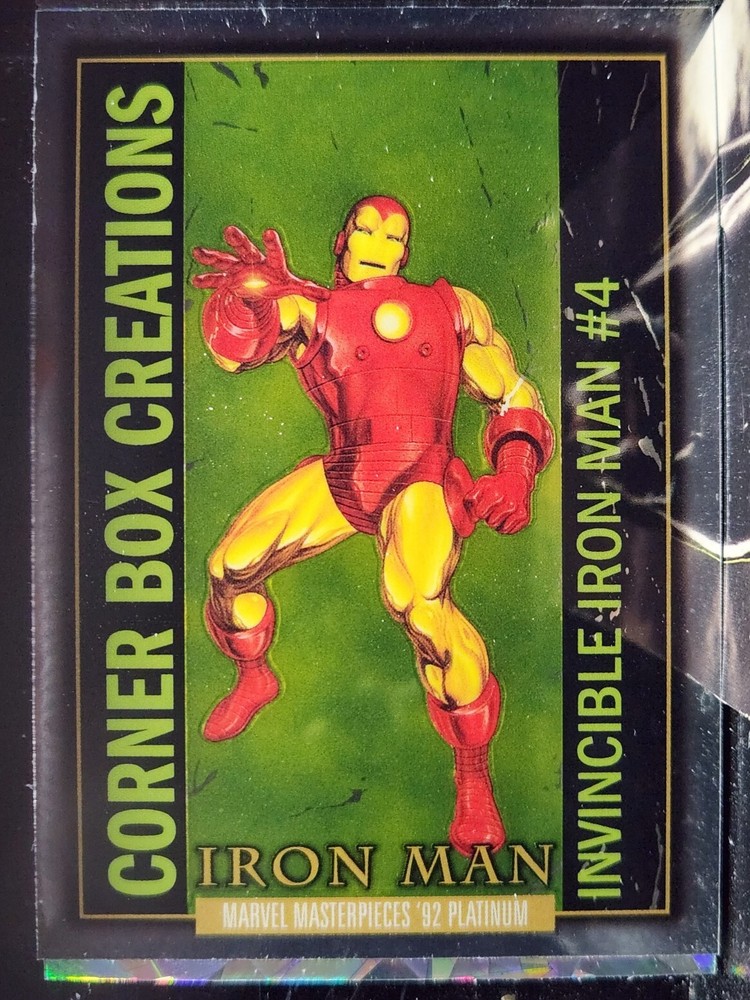 CORNER BOX CREATIONS
INVINCIBLE IRON MAN #4
IRON MAN
MARVEL MASTERPIECES '92 PLATINUM